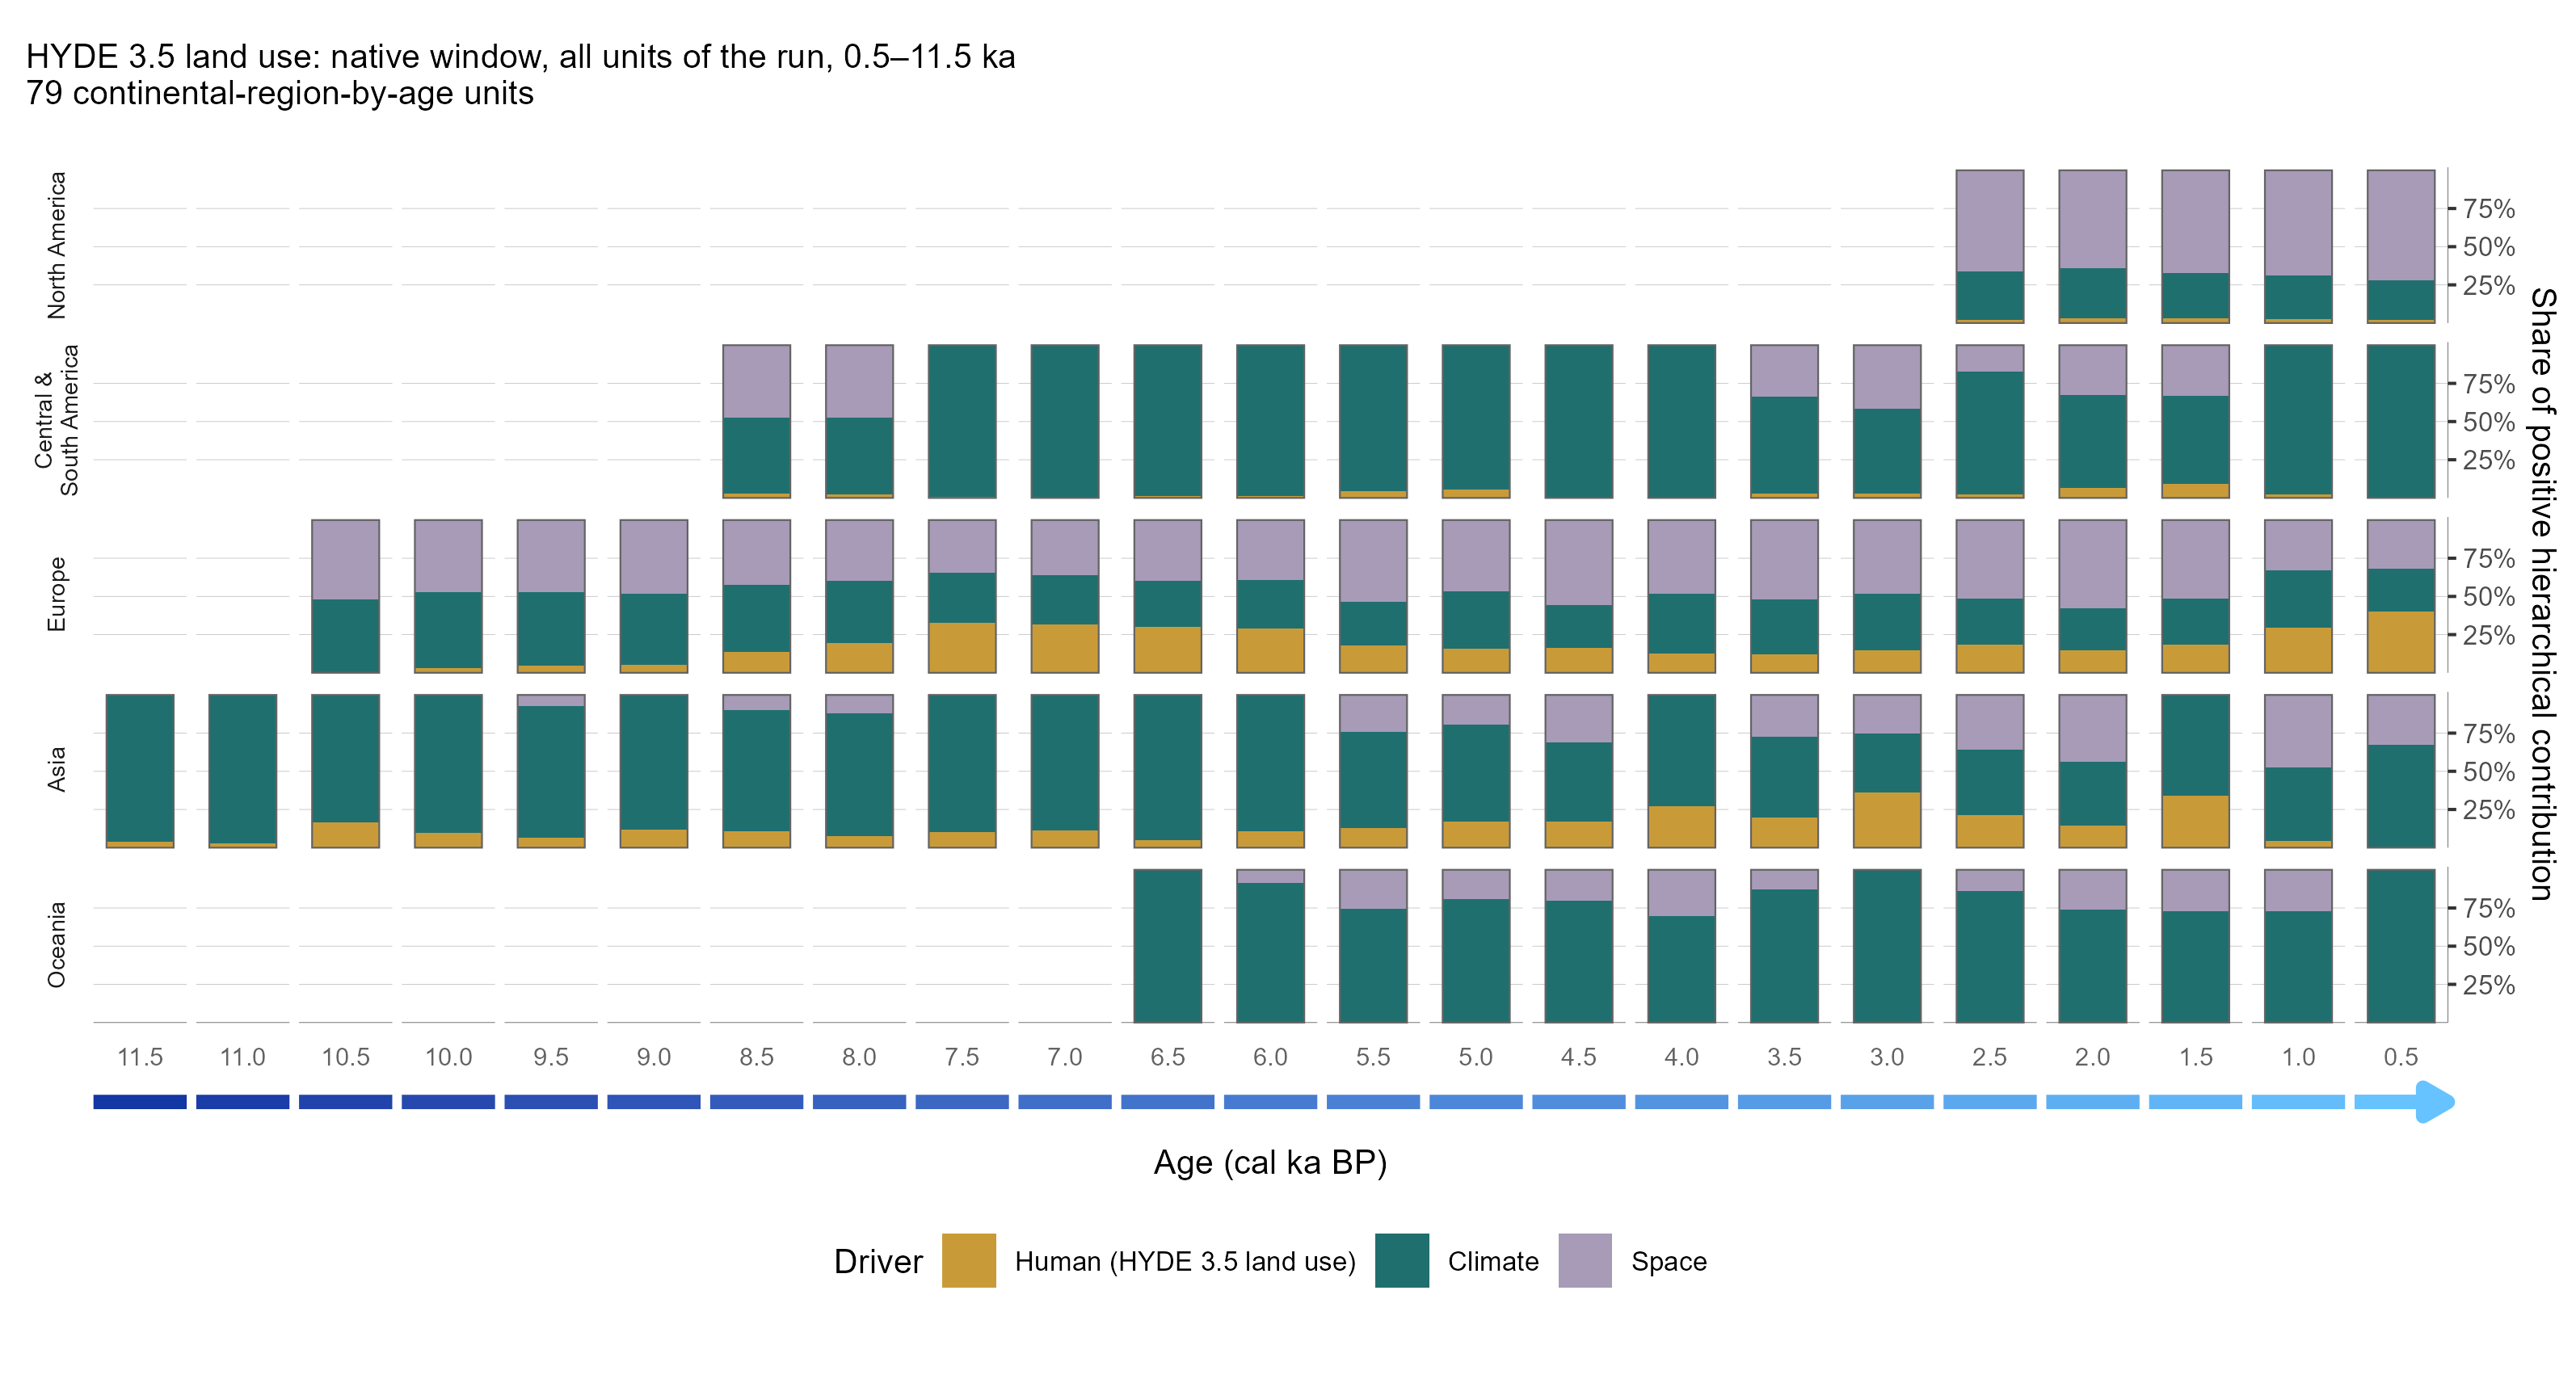 HYDE 3.5 land use: native window, all units of the run, 0.5–11.5 ka
79 continental-region-by-age units
North America
75%
50%
25%
Central &
South America
75%
50%
25%
Europe
75%
50%
25%
Asia
75%
50%
25%
Oceania
75%
50%
25%
Share of positive hierarchical contribution
11.5 11.0 10.5 10.0 9.5 9.0 8.5 8.0 7.5 7.0 6.5 6.0 5.5 5.0 4.5 4.0 3.5 3.0 2.5 2.0 1.5 1.0 0.5
Age (cal ka BP)
Driver Human (HYDE 3.5 land use) Climate Space